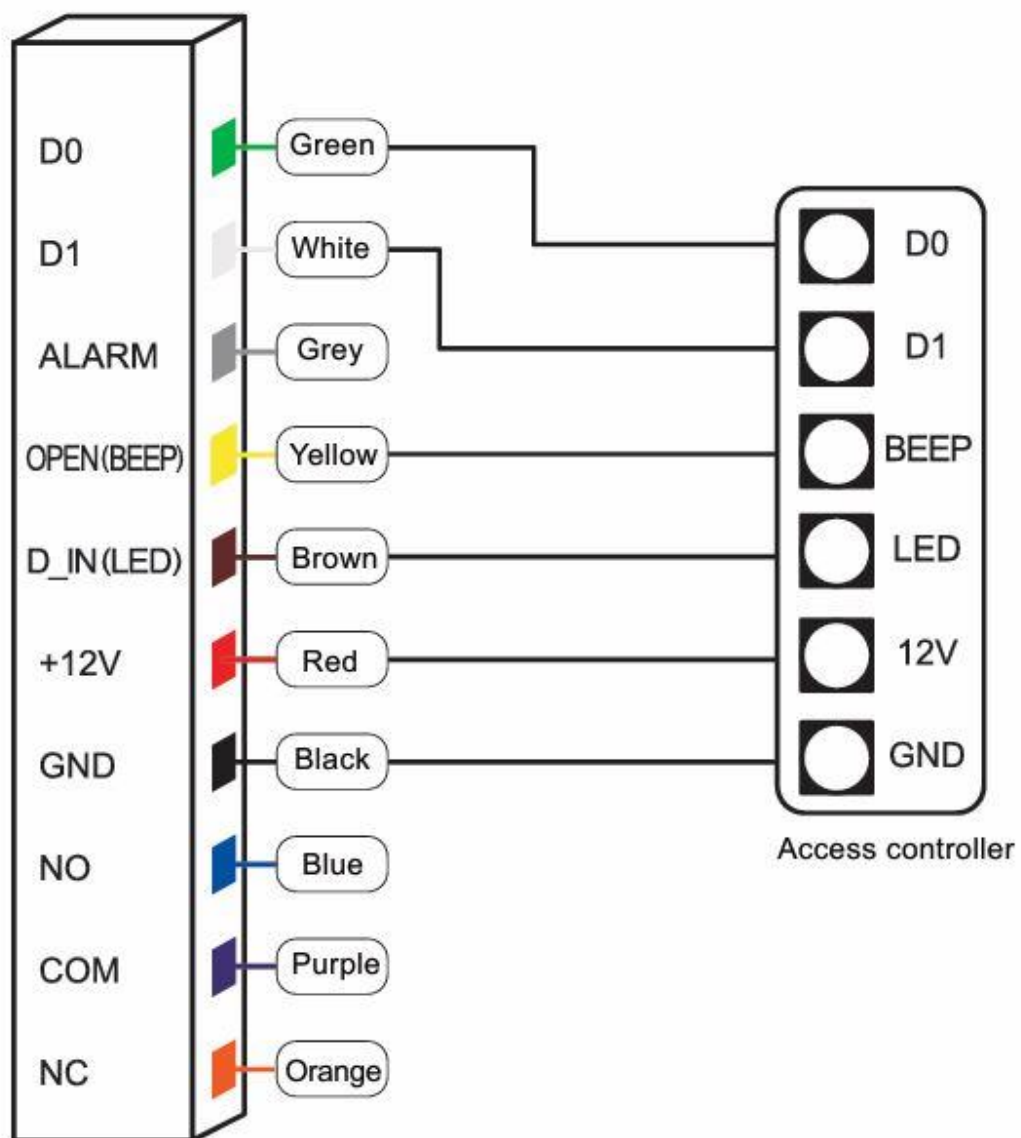 D0 Green
D1 White
ALARM Grey
OPEN(BEEP) Yellow
D_IN(LED) Brown
+12V Red
GND Black
NO Blue
COM Purple
NC Orange
D0
D1
BEEP
LED
12V
GND
Access controller